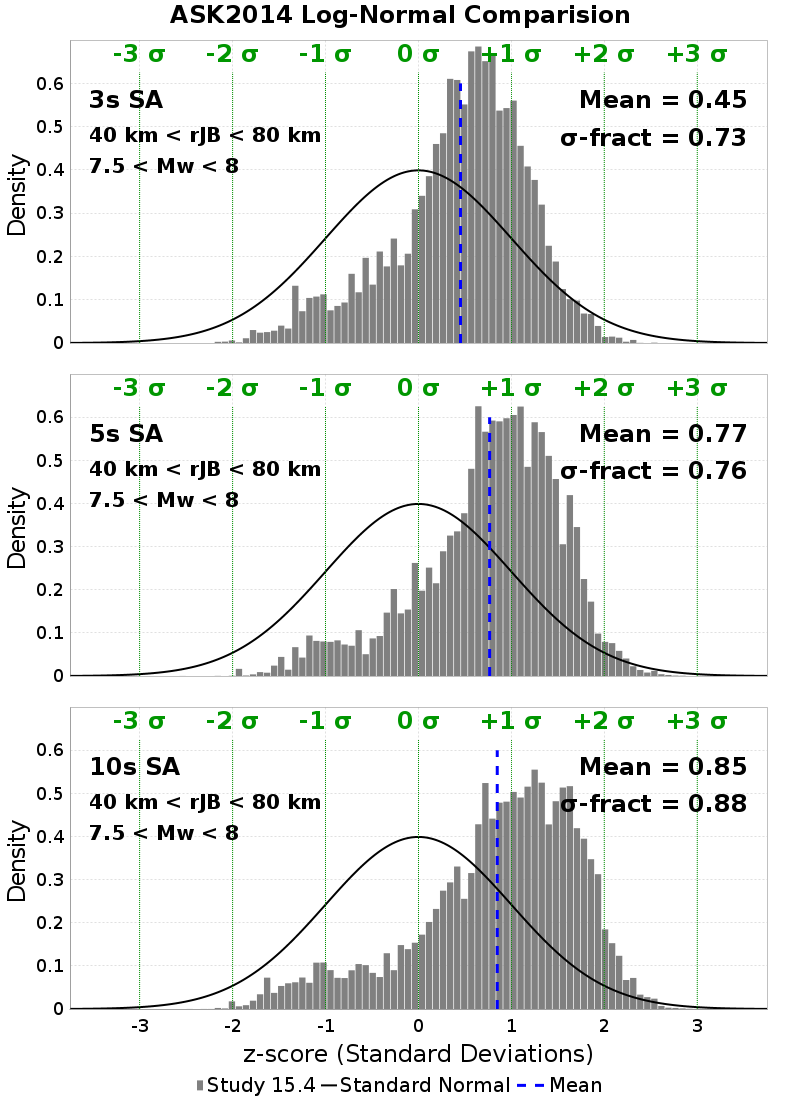 ASK2014 Log-Normal Comparision
-3 σ -2 σ -1 σ 0 σ +1 σ +2 σ +3 σ
3s SA
Mean = 0.45
40 km < rJB < 80 km
σ-fract = 0.73
7.5 < Mw < 8
Density
0.6
0.5
0.4
0.3
0.2
0.1
0
-3 σ -2 σ -1 σ 0 σ +1 σ +2 σ +3 σ
5s SA
Mean = 0.77
40 km < rJB < 80 km
σ-fract = 0.76
7.5 < Mw < 8
Density
0.6
0.5
0.4
0.3
0.2
0.1
0
-3 σ -2 σ -1 σ 0 σ +1 σ +2 σ +3 σ
10s SA
Mean = 0.85
40 km < rJB < 80 km
σ-fract = 0.88
7.5 < Mw < 8
Density
0.6
0.5
0.4
0.3
0.2
0.1
0
-3 -2 -1 0 1 2 3
z-score (Standard Deviations)
Study 15.4 Standard Normal Mean